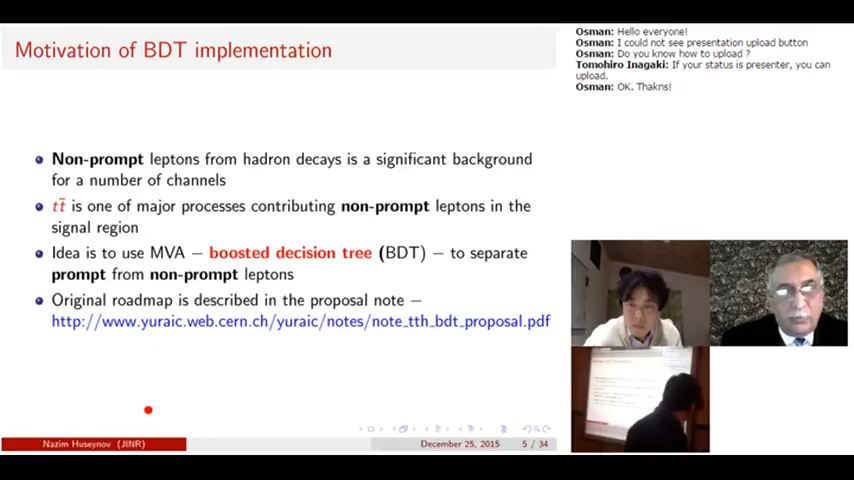 Motivation of BDT implementation
Non-prompt leptons from hadron decays is a significant background
for a number of channels
tt̄ is one of major processes contributing non-prompt leptons in the
signal region
Idea is to use MVA – boosted decision tree (BDT) – to separate
prompt from non-prompt leptons
Original roadmap is described in the proposal note –
http://www.yuraic.web.cern.ch/yuraic/notes/note_tth_bdt_proposal.pdf
Nazim Huseynov (JINR)
December 25, 2015
5 / 34
Osman: Hello everyone!
Osman: I could not see presentation upload button
Osman: Do you know how to upload ?
Tomohiro Inagaki: If your status is presenter, you can
upload.
Osman: OK. Thakns!